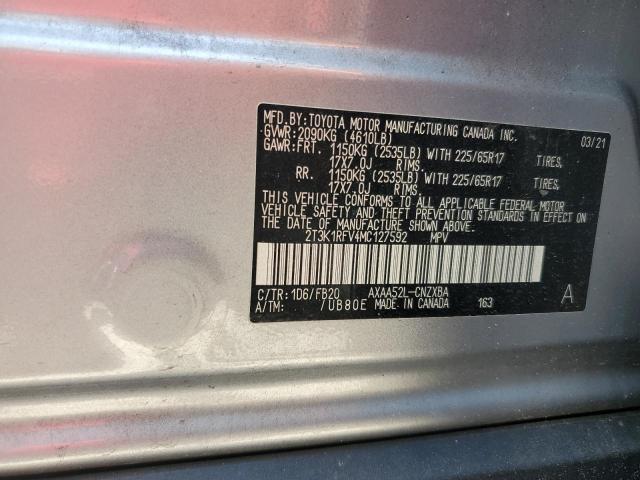 MFD.BY:TOYOTA MOTOR MANUFACTURING CANADA INC. 03/21
GVWR:2090KG (4610LB)
GAWR:FRT. 1150KG (2535LB) WITH 225/65R17 TIRES,
17X7.0J RIMS
RR. 1150KG (2535LB) WITH 225/65R17 TIRES,
17X7.0J RIMS
THIS VEHICLE CONFORMS TO ALL APPLICABLE FEDERAL MOTOR
VEHICLE SAFETY AND THEFT PREVENTION STANDARDS IN EFFECT ON
THE DATE OF MANUFACTURE SHOWN ABOVE.
2T3K1RFV4MC127592 MPV
C/TR:1D6/FB20 AXAA52L-CNZXBA A
A/TM: /UB80E MADE IN CANADA 163